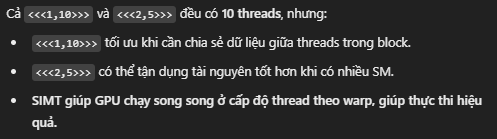 Cả <<<1,10>>> và <<<2,5>>> đều có 10 threads, nhưng:
• <<<1,10>>> tối ưu khi cần chia sẻ dữ liệu giữa threads trong block.
• <<<2,5>>> có thể tận dụng tài nguyên tốt hơn khi có nhiều SM.
• SIMT giúp GPU chạy song song ở cấp độ thread theo warp, giúp thực thi hiệu
quả.